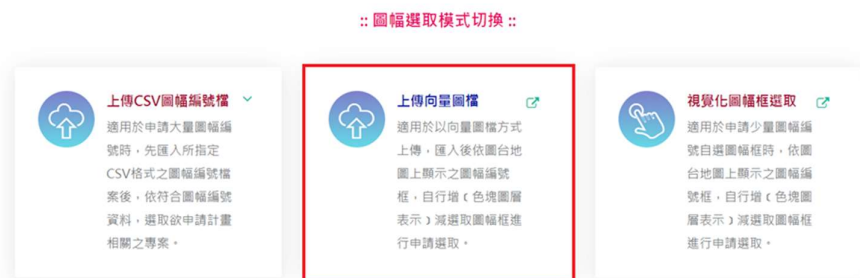 :: 圖幅選取模式切換 ::
上傳CSV圖幅編號檔
適用於申請大量圖幅編
號時，先匯入所指定
CSV格式之圖幅編號檔
案後，依符合圖幅編號
資料，選取欲申請計畫
相關之專案。
上傳向量圖檔
適用於以向量圖檔方式
上傳，匯入後依圖台地
圖上顯示之圖幅編號
框，自行增（色塊圖層
表示）減選取圖幅框進
行申請選取。
視覺化圖幅框選取
適用於申請少量圖幅編
號自選圖幅框時，依圖
台地圖上顯示之圖幅編
號框，自行增（色塊圖
層表示）減選取圖幅框
進行申請選取。